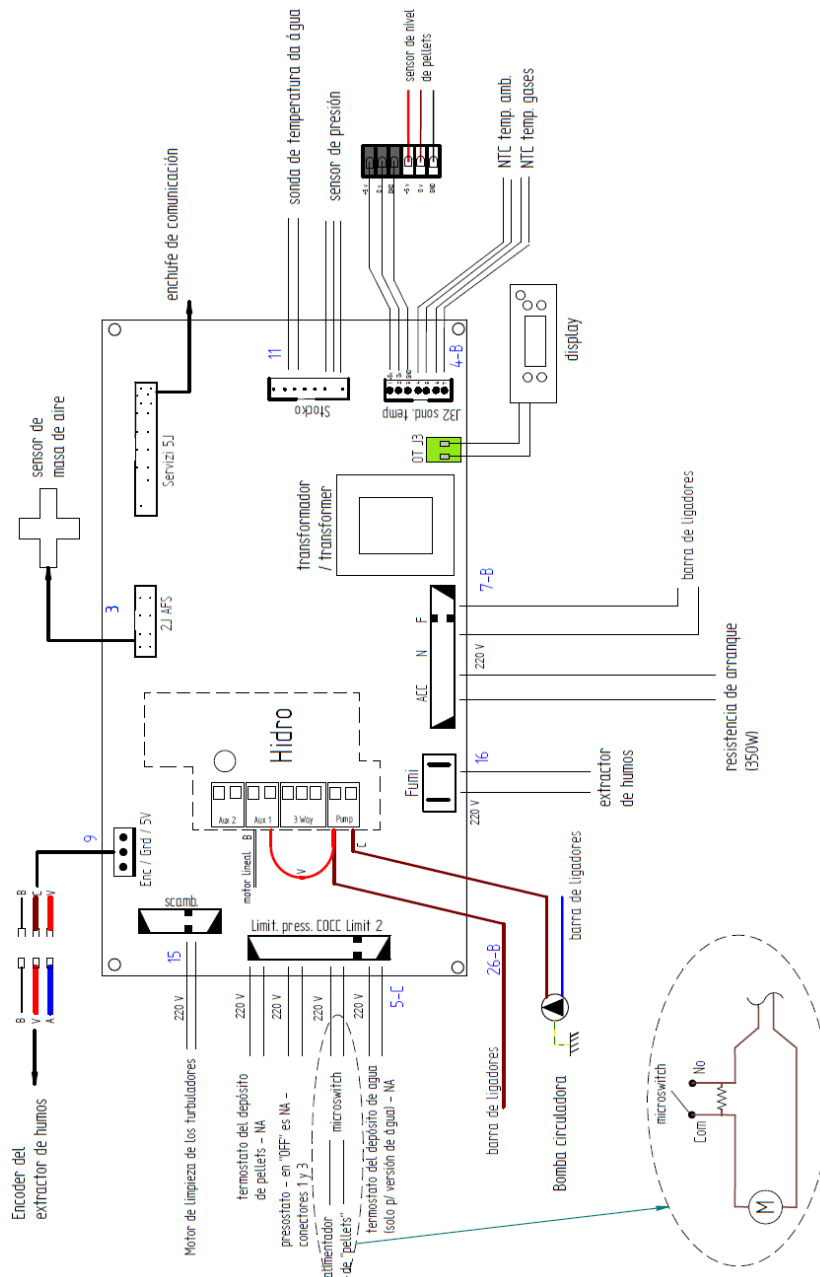 Encoder del
extractor de humos
B
V
A
B
C
V
9
Enc / Grd / 5V
sensor de
masa de aire
3
2J AFS
Servizi 5J
enchufe de comunicación
11
Stocko
sonda de temperatura da água
sensor de presión
sensor de nivel
de pellets
+5 v
0 v
GND
+5 v
0 v
GND
J32 sond. temp
4-B
NTC temp. amb.
NTC temp. gases
OT J3
display
transformador
/ transformer
Hidro
Aux 2
Aux 1
3 Way
Pump
B
motor lineal
V
C
scamb.
15
220 V
Motor de limpieza de los turbuladores
Limit. press. COCC Limit 2
5-C
220 V
220 V
220 V
termostato del depósito
de pellets - NA
presostato - en "OFF" es NA -
conectores 1 y 3
alimentador
de "pellets"
microswitch
termostato del depósito de agua
(solo p/ versión de água) - NA
Fumi
16
220 V
extractor
de humos
ACC
N
F
7-B
220 V
barra de ligadores
resistencia de arranque
(350W)
26-B
barra de ligadores
barra de ligadores
Bomba circuladora
microswitch
Com
No
M